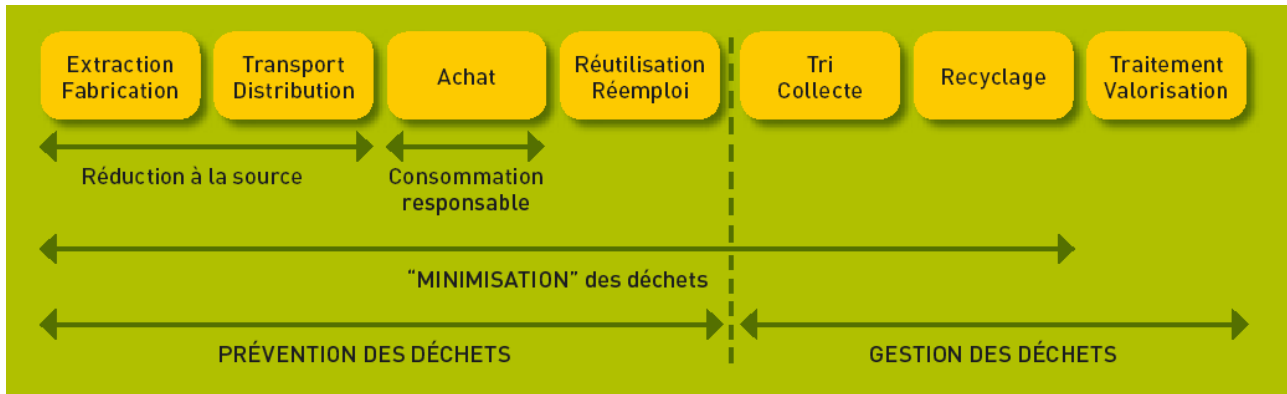 Extraction
Fabrication
Transport
Distribution
Achat
Réutilisation
Réemploi
Tri
Collecte
Recyclage
Traitement
Valorisation
Réduction à la source
Consommation
responsable
“MINIMISATION” des déchets
PRÉVENTION DES DÉCHETS
GESTION DES DÉCHETS